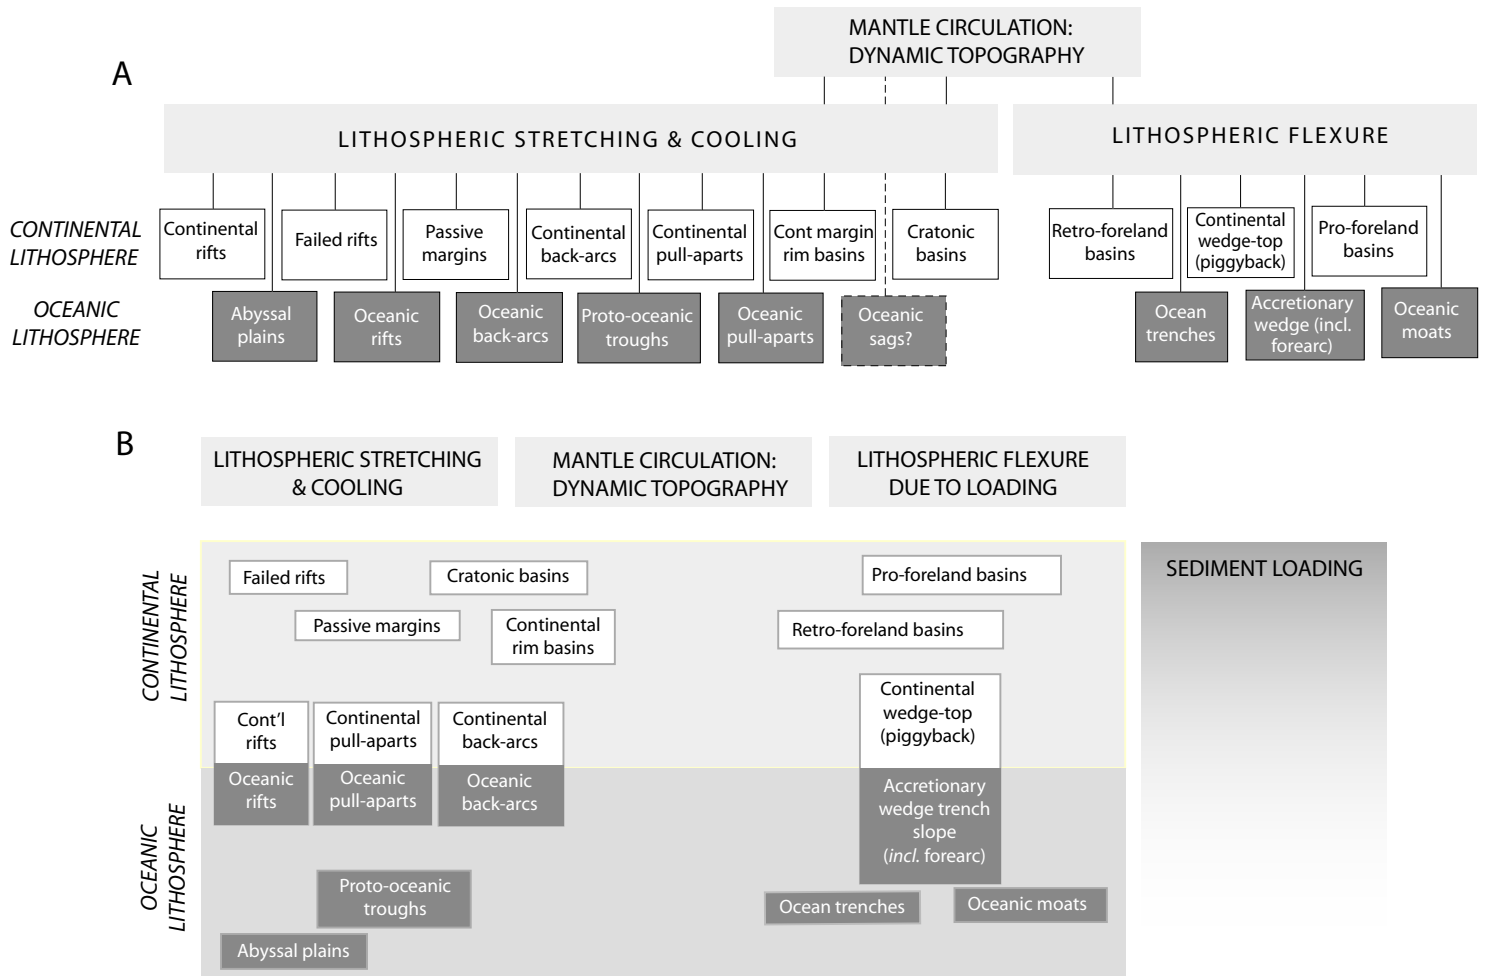 MANTLE CIRCULATION:
DYNAMIC TOPOGRAPHY
A
LITHOSPHERIC STRETCHING & COOLING
LITHOSPHERIC FLEXURE
CONTINENTAL
LITHOSPHERE
Continental
rifts
Failed rifts
Passive
margins
Continental
back-arcs
Continental
pull-aparts
Cont margin
rim basins
Cratonic
basins
Retro-foreland
basins
Continental
wedge-top
(piggyback)
Pro-foreland
basins
OCEANIC
LITHOSPHERE
Abyssal
plains
Oceanic
rifts
Oceanic
back-arcs
Proto-oceanic
troughs
Oceanic
pull-aparts
Oceanic
sags?
Ocean
trenches
Accretionary
wedge (incl.
forearc)
Oceanic
moats
B
LITHOSPHERIC STRETCHING
& COOLING
MANTLE CIRCULATION:
DYNAMIC TOPOGRAPHY
LITHOSPHERIC FLEXURE
DUE TO LOADING
CONTINENTAL
LITHOSPHERE
Failed rifts
Cratonic basins
Pro-foreland basins
SEDIMENT LOADING
Passive margins
Continental
rim basins
Retro-foreland basins
Cont'l
rifts
Continental
pull-aparts
Continental
back-arcs
Continental
wedge-top
(piggyback)
OCEANIC
LITHOSPHERE
Oceanic
rifts
Oceanic
pull-aparts
Oceanic
back-arcs
Accretionary
wedge trench
slope
(incl. forearc)
Proto-oceanic
troughs
Ocean trenches
Oceanic moats
Abyssal plains